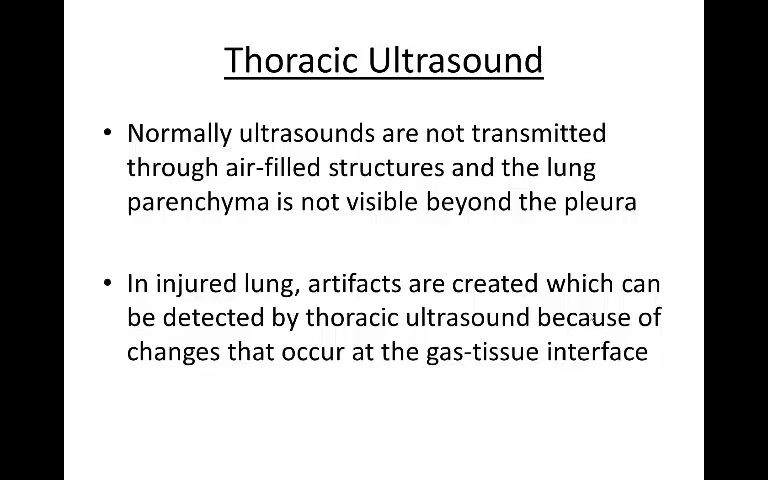 Thoracic Ultrasound
• Normally ultrasounds are not transmitted
through air-filled structures and the lung
parenchyma is not visible beyond the pleura
• In injured lung, artifacts are created which can
be detected by thoracic ultrasound because of
changes that occur at the gas-tissue interface